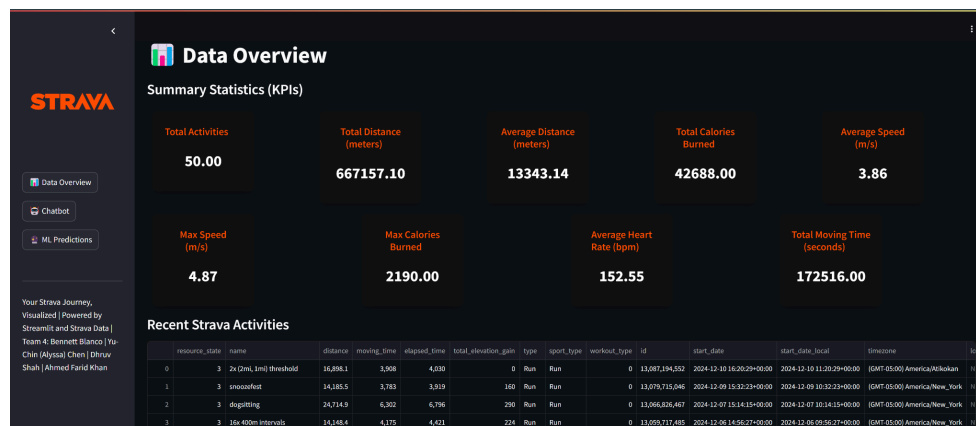 STRAVA
Data Overview
Chatbot
ML Predictions
Your Strava Journey,
Visualized | Powered by
Streamlit and Strava Data |
Team 4: Bennett Blanco | Yu-
Chin (Alyssa) Chen | Dhruv
Shah | Ahmed Farid Khan
Data Overview
Summary Statistics (KPIs)
Total Activities
50.00
Total Distance
(meters)
667157.10
Average Distance
(meters)
13343.14
Total Calories
Burned
42688.00
Average Speed
(m/s)
3.86
Max Speed
(m/s)
4.87
Max Calories
Burned
2190.00
Average Heart
Rate (bpm)
152.55
Total Moving Time
(seconds)
172516.00
Recent Strava Activities
resource_state name distance moving_time elapsed_time total_elevation_gain type sport_type workout_type id start_date start_date_local timezone lo
0 3 2x (2mi, 1mi) threshold 16,898.1 3,908 4,030 0 Run Run 0 13,087,194,552 2024-12-10 16:20:29+00:00 2024-12-10 11:20:29+00:00 (GMT-05:00) America/Atikokan N
1 3 snoozefest 14,185.5 3,783 3,919 160 Run Run 0 13,079,715,046 2024-12-09 15:32:23+00:00 2024-12-09 10:32:23+00:00 (GMT-05:00) America/New_York N
2 3 dogsitting 24,714.9 6,302 6,796 290 Run Run 0 13,066,826,467 2024-12-07 15:14:15+00:00 2024-12-07 10:14:15+00:00 (GMT-05:00) America/New_York N
3 3 16x 400m intervals 14,148.4 4,175 4,421 224 Run Run 0 13,059,717,485 2024-12-06 14:56:27+00:00 2024-12-06 09:56:27+00:00 (GMT-05:00) America/New_York N